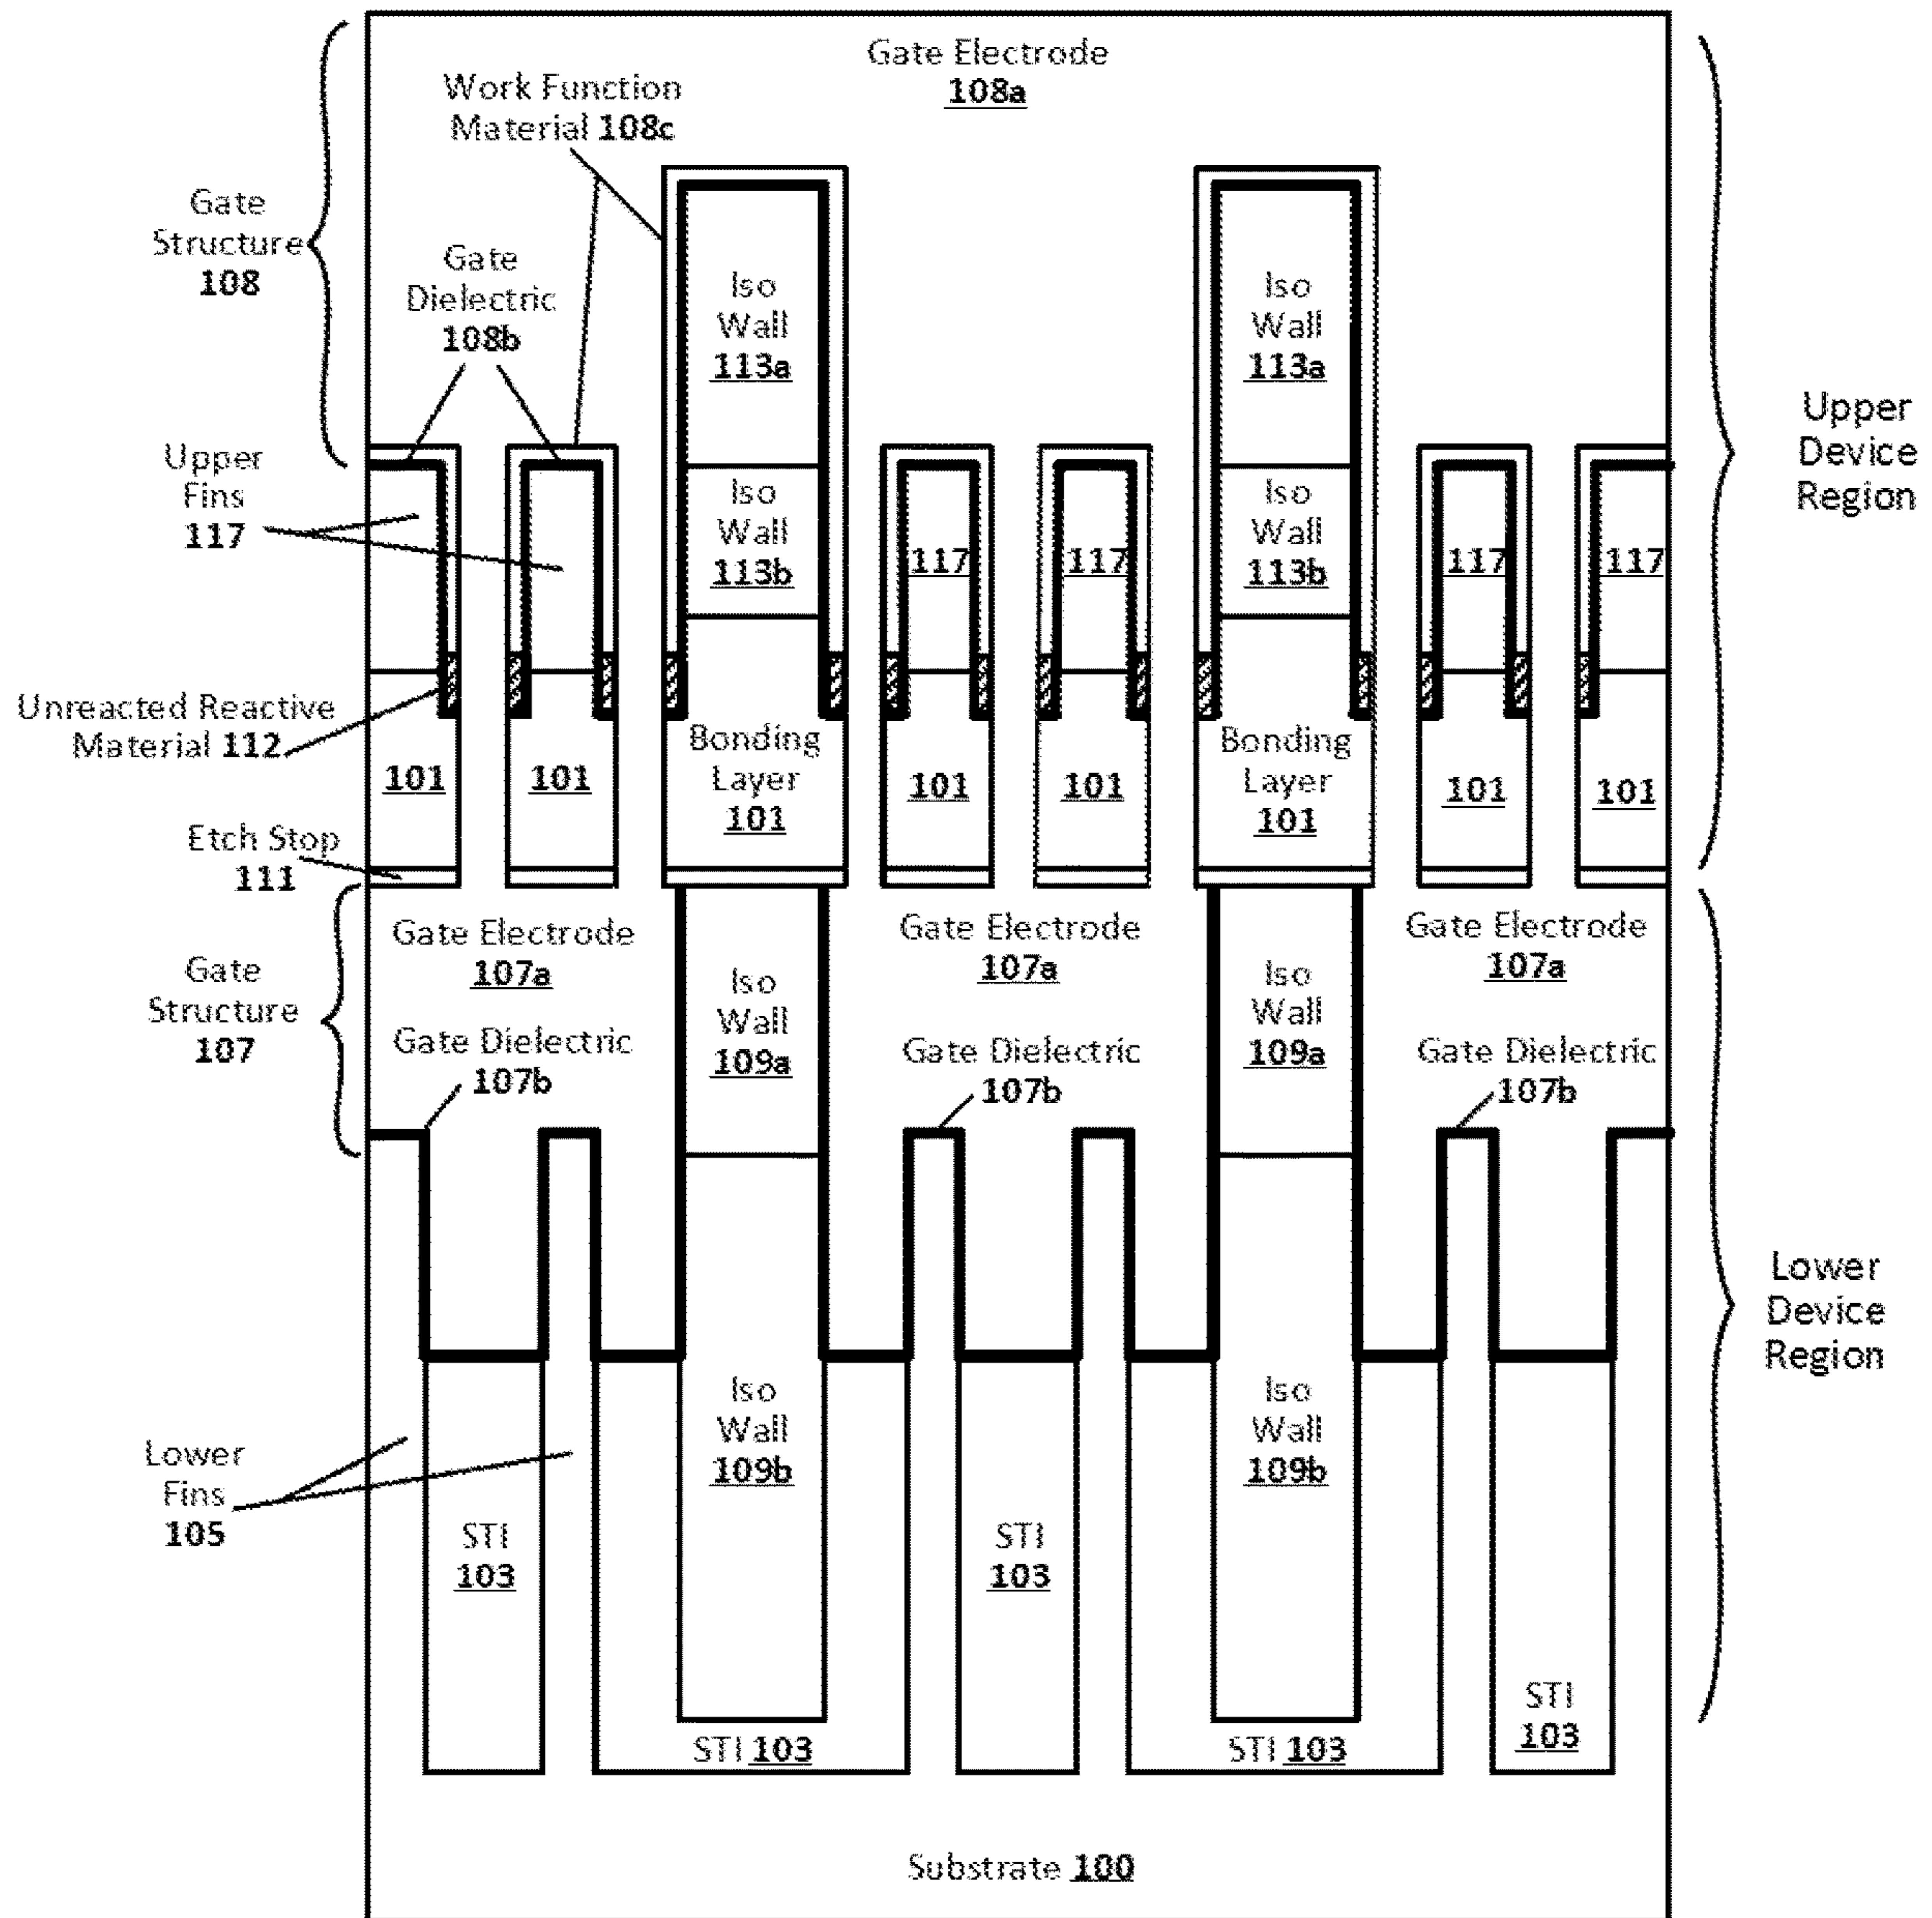 Gate Electrode
108a
Work Function
Material 108c
Gate
Structure
108
Gate
Dielectric
108b
Iso
Wall
113a
Iso
Wall
113a
Upper
Device
Region
Upper
Fins
117
Iso
Wall
113b
Iso
Wall
113b
117
117
117
117
Unreacted Reactive
Material 112
101
101
Bonding
Layer
101
101
101
Bonding
Layer
101
101
101
Etch Stop
111
Gate
Structure
107
Gate Electrode
107a
Gate Electrode
107a
Gate Electrode
107a
Iso
Wall
109a
Iso
Wall
109a
Gate Dielectric
107b
Gate Dielectric
107b
Gate Dielectric
107b
Lower
Device
Region
Lower
Fins
105
Iso
Wall
109b
Iso
Wall
109b
STI
103
STI
103
STI
103
STI 103
STI 103
Substrate 100